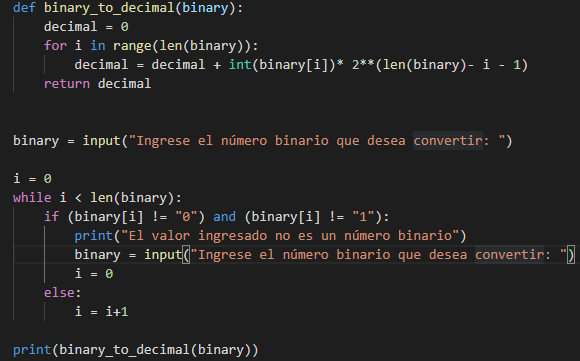 def binary_to_decimal(binary):
    decimal = 0
    for i in range(len(binary)):
        decimal = decimal + int(binary[i])* 2**(len(binary)- i - 1)
    return decimal
binary = input("Ingrese el número binario que desea convertir: ")
i = 0
while i < len(binary):
    if (binary[i] != "0") and (binary[i] != "1"):
        print("El valor ingresado no es un número binario")
        binary = input("Ingrese el número binario que desea convertir: ")
        i = 0
    else:
        i = i+1
print(binary_to_decimal(binary))